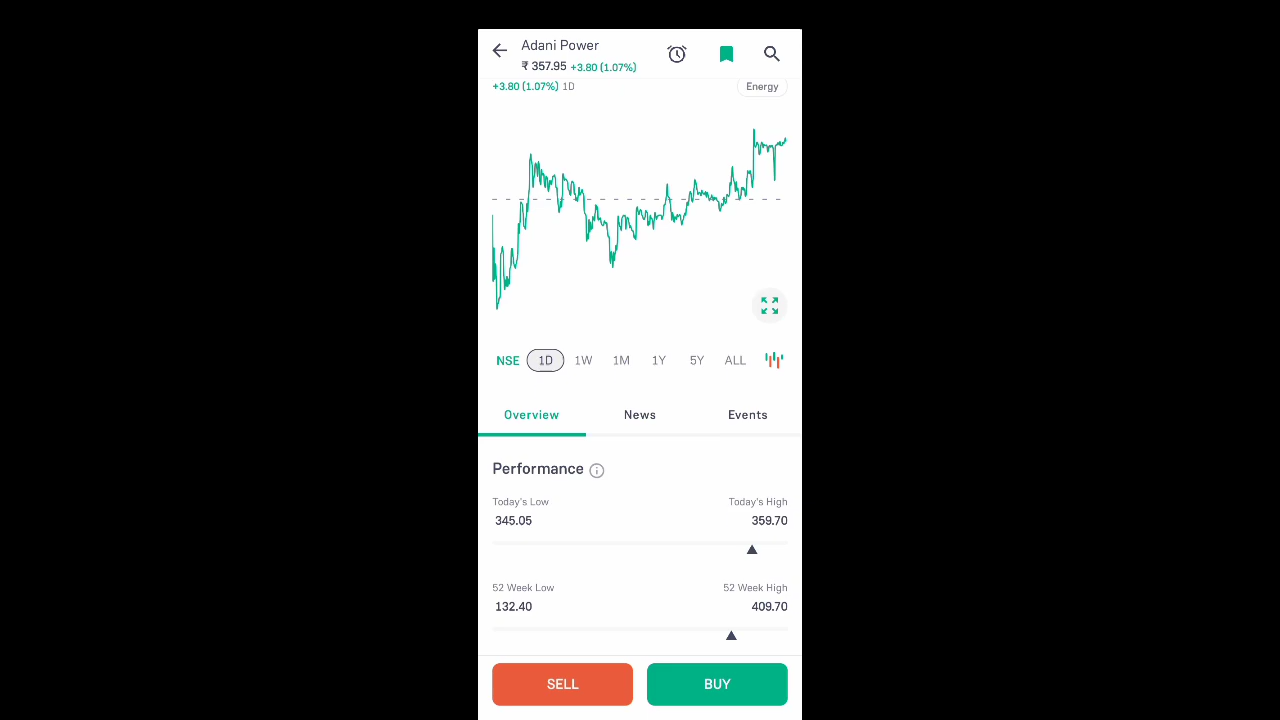 Adani Power
₹ 357.95 +3.80 (1.07%)
+3.80 (1.07%) 1D
Energy
NSE 1D 1W 1M 1Y 5Y ALL
Overview News Events
Performance
Today's Low Today's High
345.05 359.70
52 Week Low 52 Week High
132.40 409.70
SELL BUY